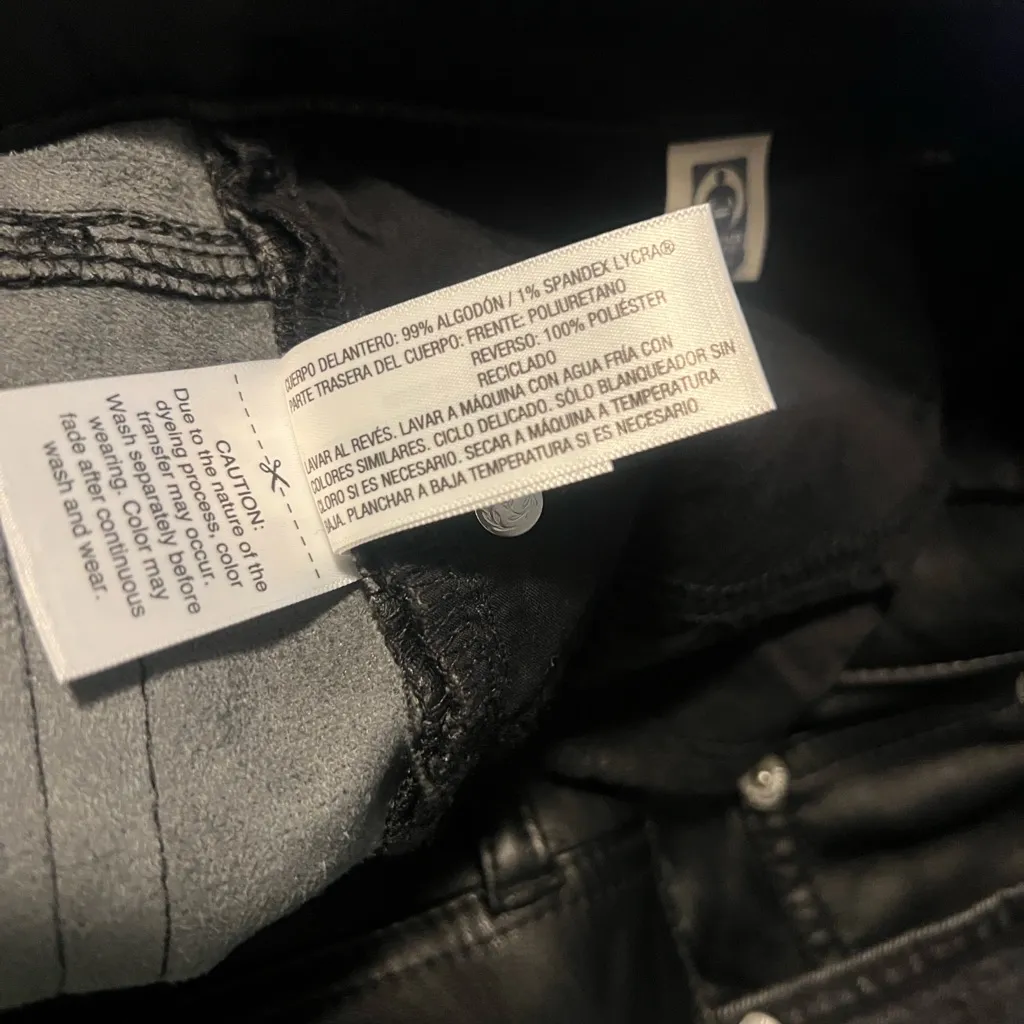 CUERPO DELANTERO: 99% ALGODÓN / 1% SPANDEX LYCRA®
PARTE TRASERA DEL CUERPO: FRENTE: POLIURETANO
REVERSO: 100% POLIÉSTER
RECICLADO
LAVAR AL REVÉS. LAVAR A MÁQUINA CON AGUA FRÍA CON
COLORES SIMILARES. CICLO DELICADO. SÓLO BLANQUEADOR SIN
CLORO SI ES NECESARIO. SECAR A MÁQUINA A TEMPERATURA
BAJA. PLANCHAR A BAJA TEMPERATURA SI ES NECESARIO.
CAUTION:
Due to the nature of the
dyeing process, color
transfer may occur.
Wash separately before
wearing. Color may
fade after continuous
wash and wear.